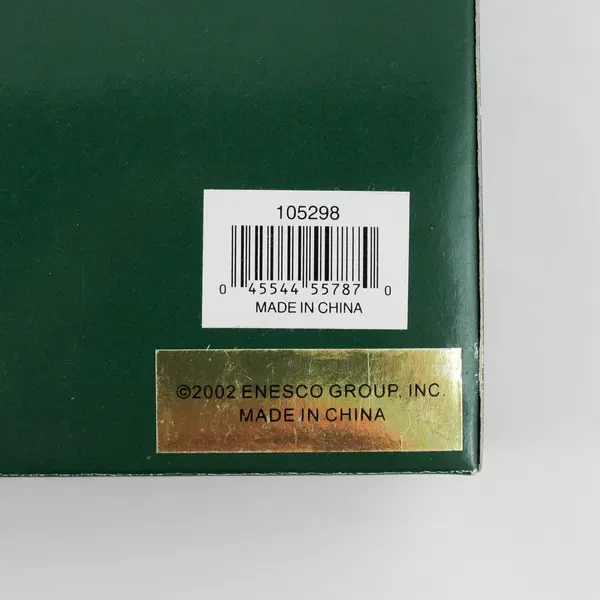 105298
0 45544 55787 0
MADE IN CHINA
©2002 ENESCO GROUP, INC.
MADE IN CHINA